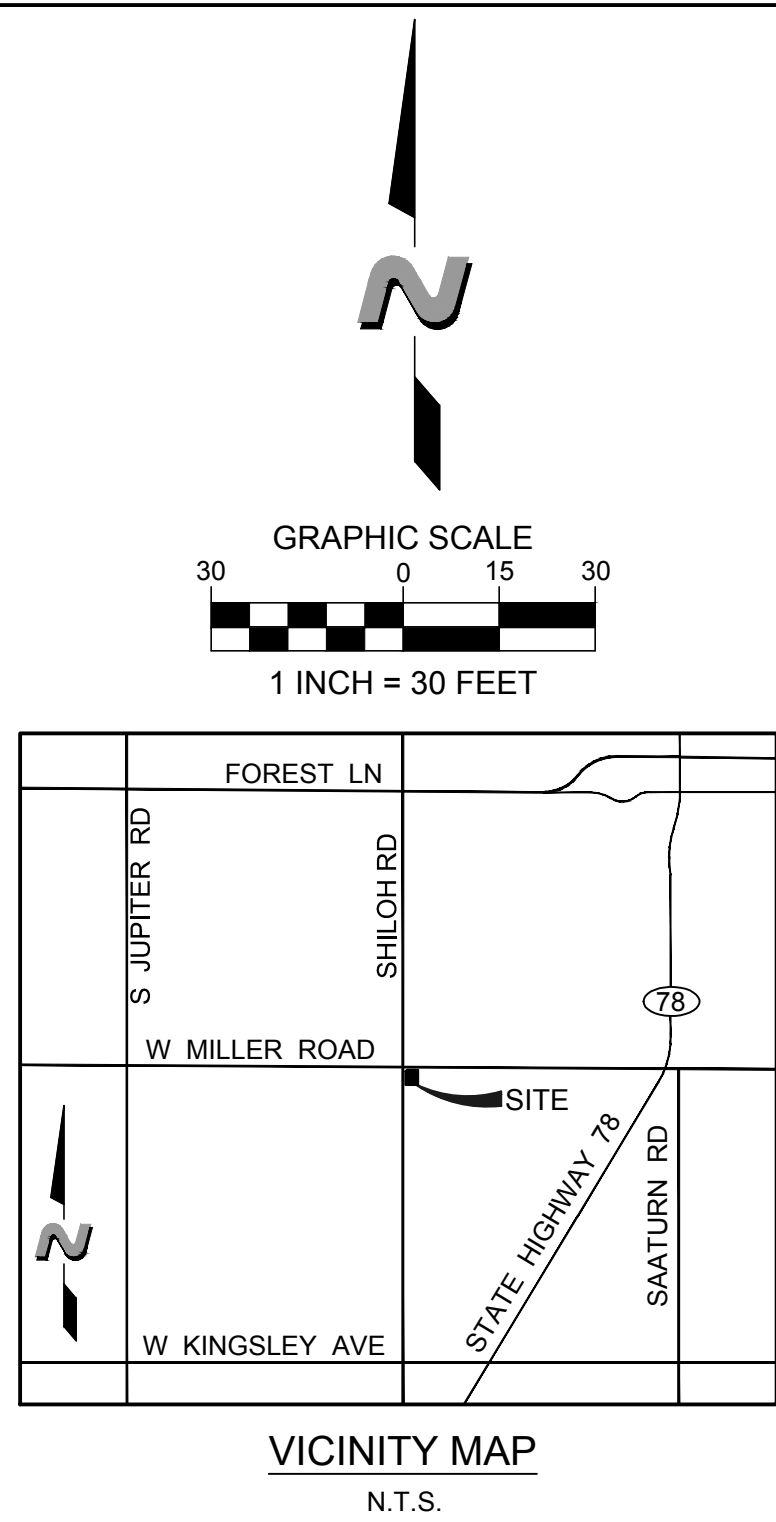 N
GRAPHIC SCALE
30 0 15 30
1 INCH = 30 FEET
FOREST LN
S JUPITER RD
SHILOH RD
78
W MILLER ROAD
SITE
STATE HIGHWAY 78
SAATURN RD
N
W KINGSLEY AVE
VICINITY MAP
N.T.S.